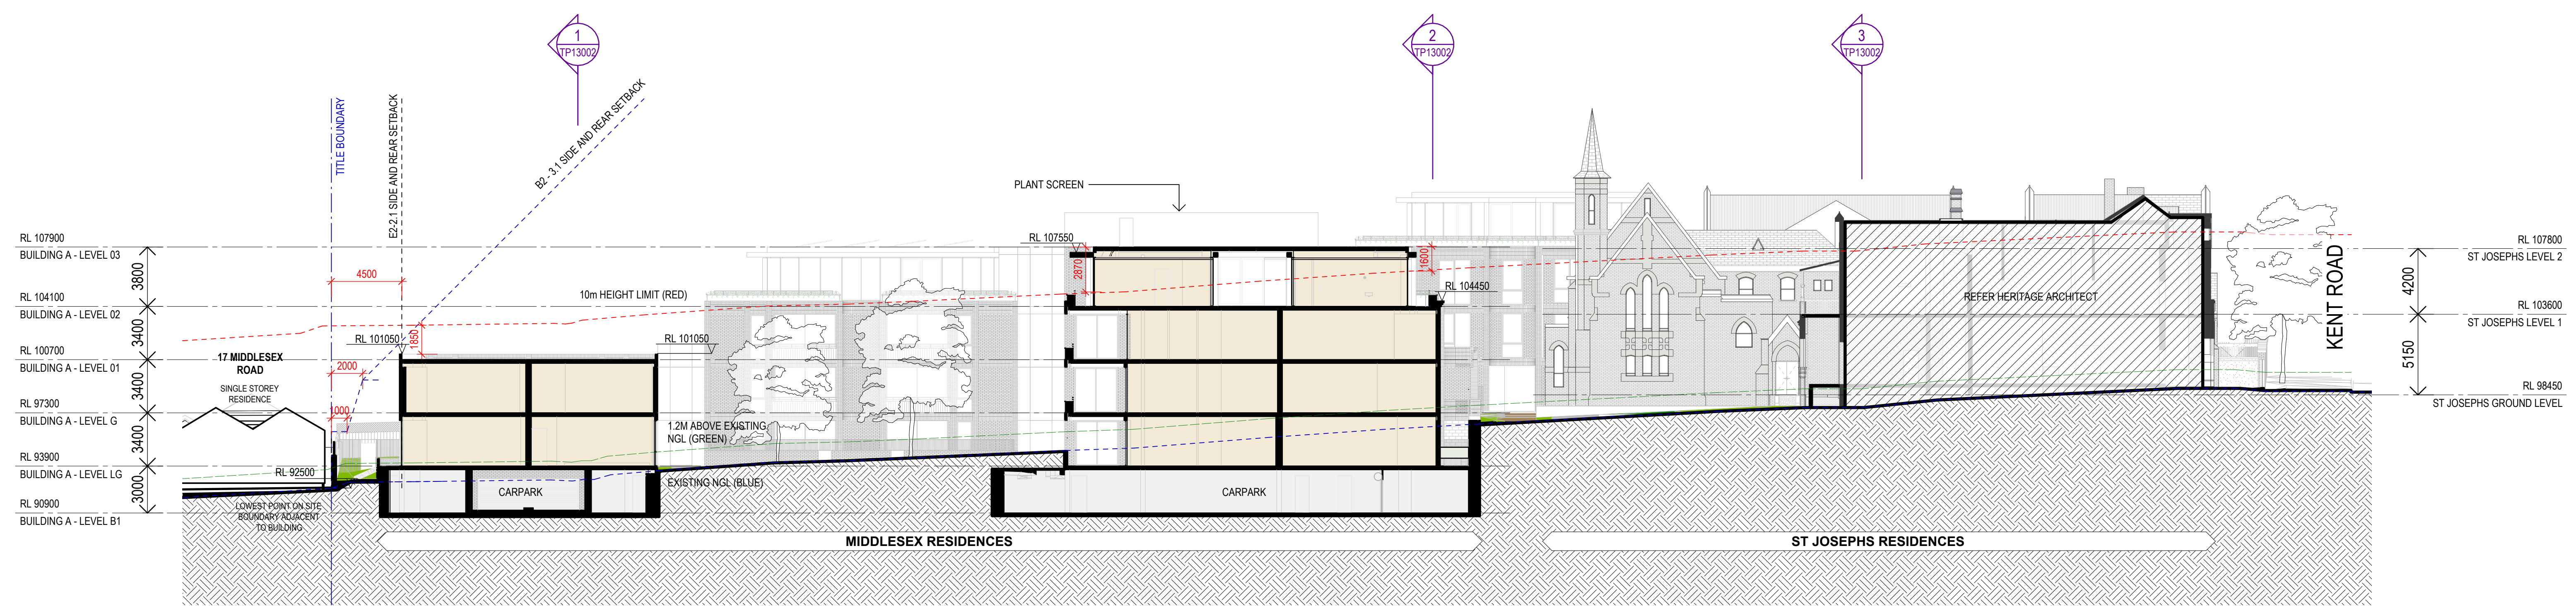 1
TP13002
2
TP13002
3
TP13002
TITLE BOUNDARY
E2-2.1 SIDE AND REAR SETBACK
B2 - 3.1 SIDE AND REAR SETBACK
PLANT SCREEN
RL 107900
BUILDING A - LEVEL 03
3800
RL 104100
BUILDING A - LEVEL 02
3400
RL 100700
BUILDING A - LEVEL 01
3400
RL 97300
BUILDING A - LEVEL G
3400
RL 93900
BUILDING A - LEVEL LG
3000
RL 90900
BUILDING A - LEVEL B1
17 MIDDLESEX
ROAD
SINGLE STOREY
RESIDENCE
4500
2000
1000
1850
RL 101050
RL 101050
10m HEIGHT LIMIT (RED)
RL 92500
LOWEST POINT ON SITE
BOUNDARY ADJACENT
TO BUILDING
CARPARK
1.2M ABOVE EXISTING
NGL (GREEN)
EXISTING NGL (BLUE)
RL 107550
2870
1600
RL 104450
CARPARK
REFER HERITAGE ARCHITECT
KENT ROAD
RL 107800
ST JOSEPHS LEVEL 2
4200
RL 103600
ST JOSEPHS LEVEL 1
5150
RL 98450
ST JOSEPHS GROUND LEVEL
MIDDLESEX RESIDENCES
ST JOSEPHS RESIDENCES